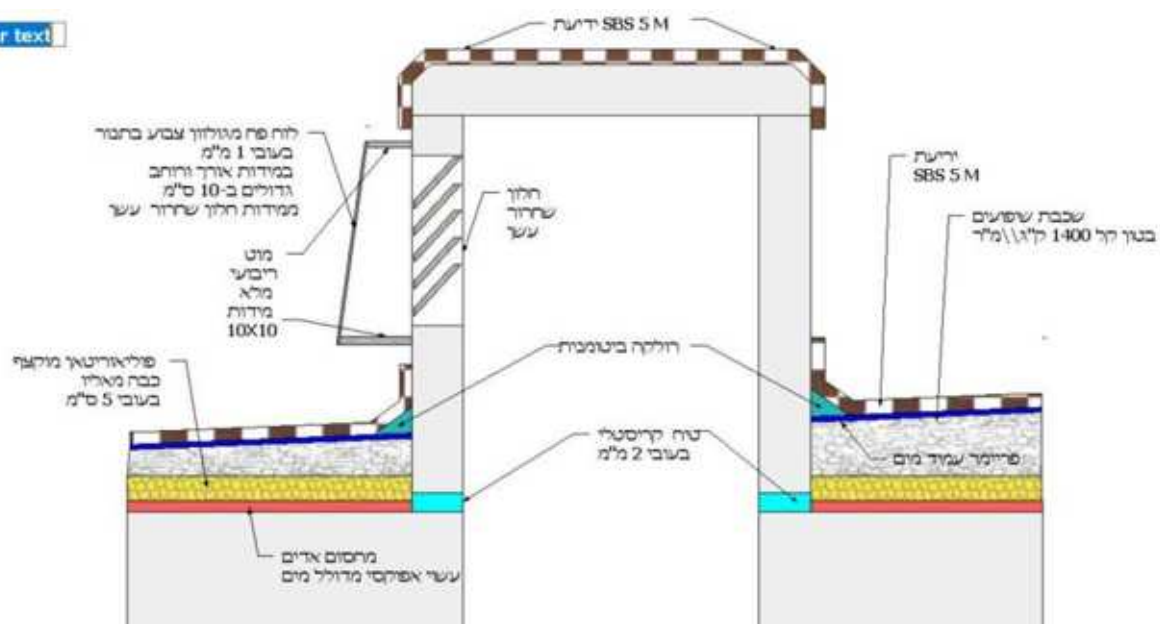 r text
יריעת SBS 5 M
לוח פח מגולוון צבוע בתנור
בעובי 1 מ"מ
במידות אורך ורוחב
גדולים ב-10 ס"מ
ממידות חלון שחרור עשן
מוט
ריבועי
מלא
מידות
10X10
חלון
שחרור
עשן
יריעת
SBS 5 M
שכבת שיפועים
בטון קל 1400 ק"ג\\מ"ר
פוליאוריטאן מוקצף
כבה מאליו
בעובי 5 ס"מ
רולקה ביטומנית
טיח קריסטלי
בעובי 2 מ"מ
פריימר עמוד מים
מחסום אדים
עשוי אפוקסי מדולל מים